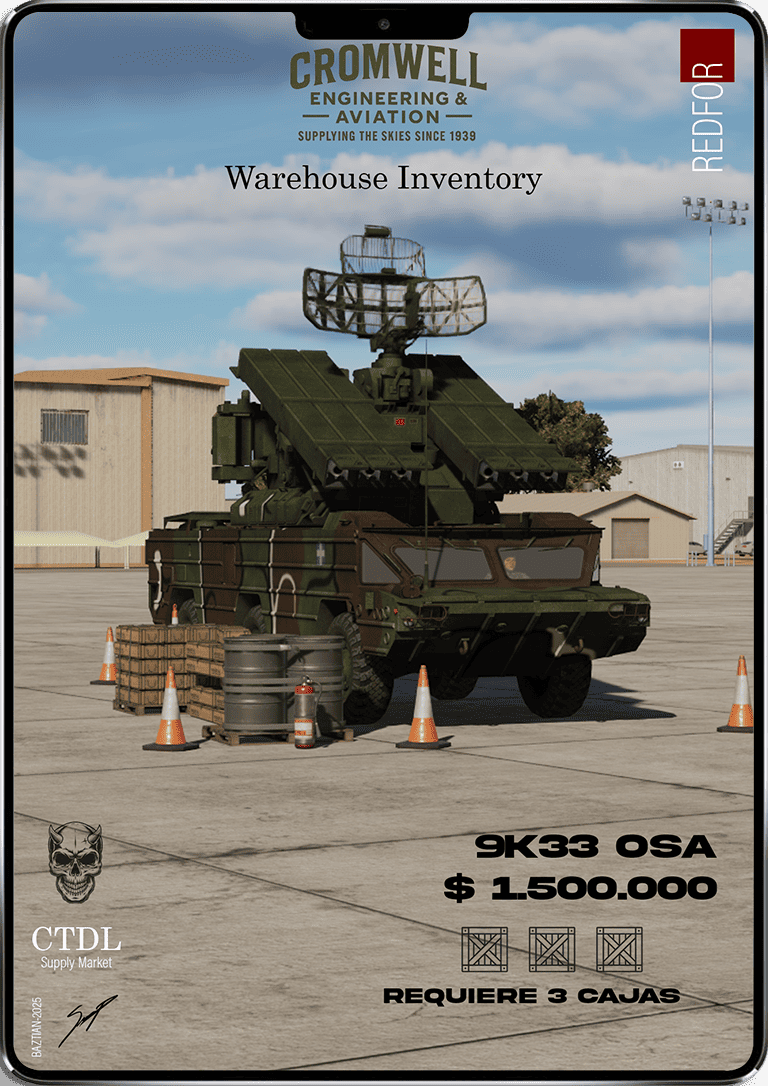 CROMWELL
ENGINEERING &
AVIATION
SUPPLYING THE SKIES SINCE 1939
REDFOR
Warehouse Inventory
9K33 OSA
$ 1.500.000
REQUIERE 3 CAJAS
CTDL
Supply Market
BAZTIAN-2025